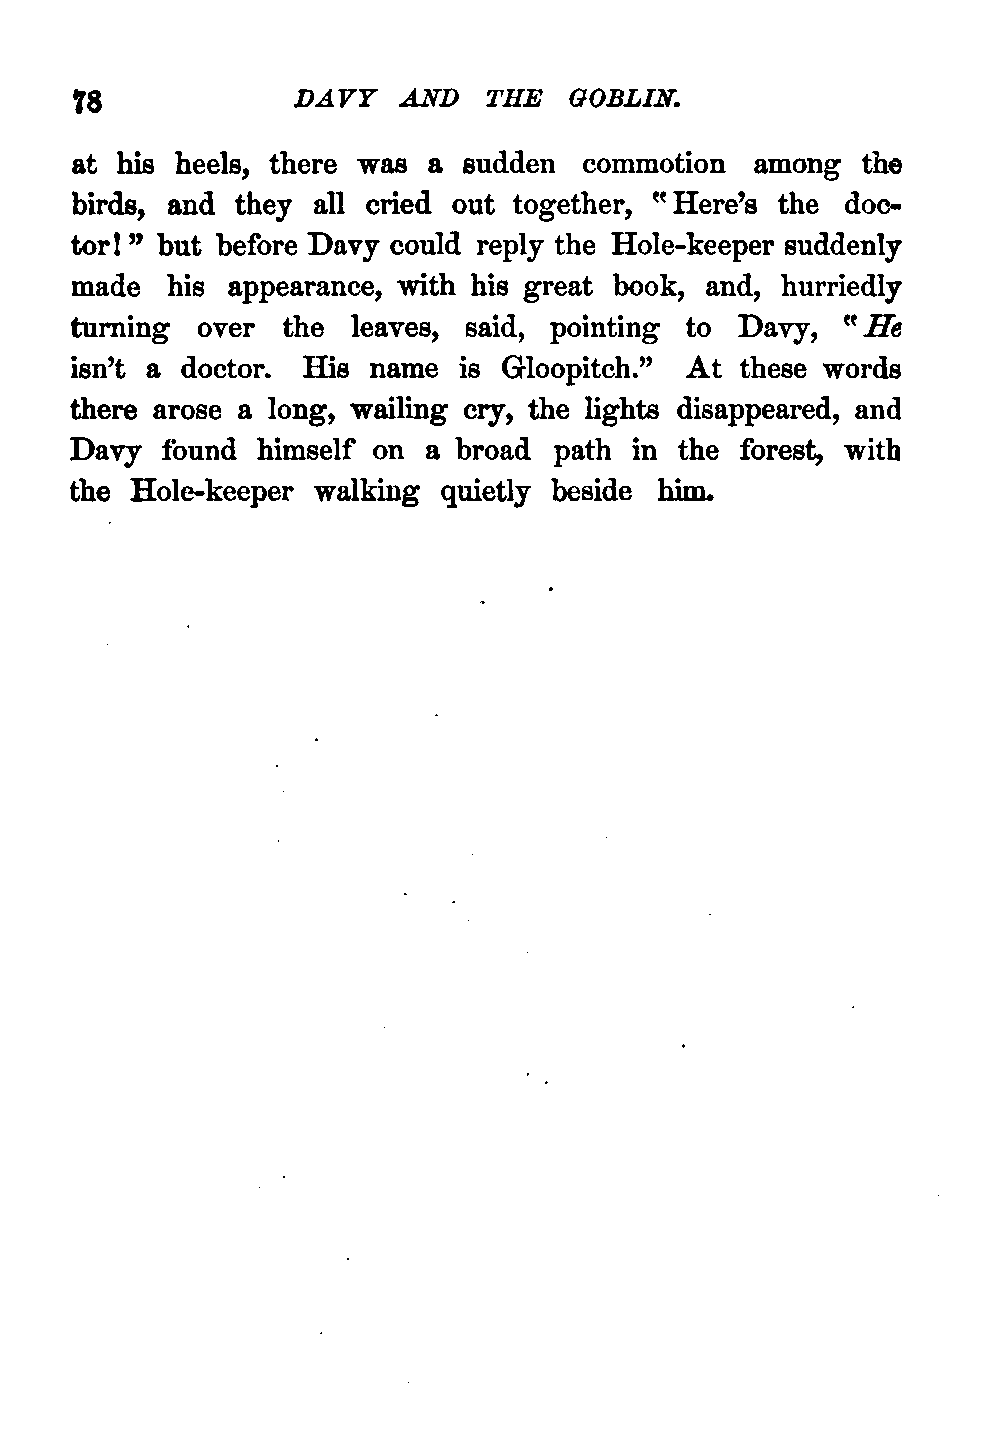 78 DAVY AND THE GOBLIN.
at his heels, there was a sudden commotion among the
birds, and they all cried out together, "Here's the doc-
tor!" but before Davy could reply the Hole-keeper suddenly
made his appearance, with his great book, and, hurriedly
turning over the leaves, said, pointing to Davy, "He
isn't a doctor. His name is Gloopitch." At these words
there arose a long, wailing cry, the lights disappeared, and
Davy found himself on a broad path in the forest, with
the Hole-keeper walking quietly beside him.